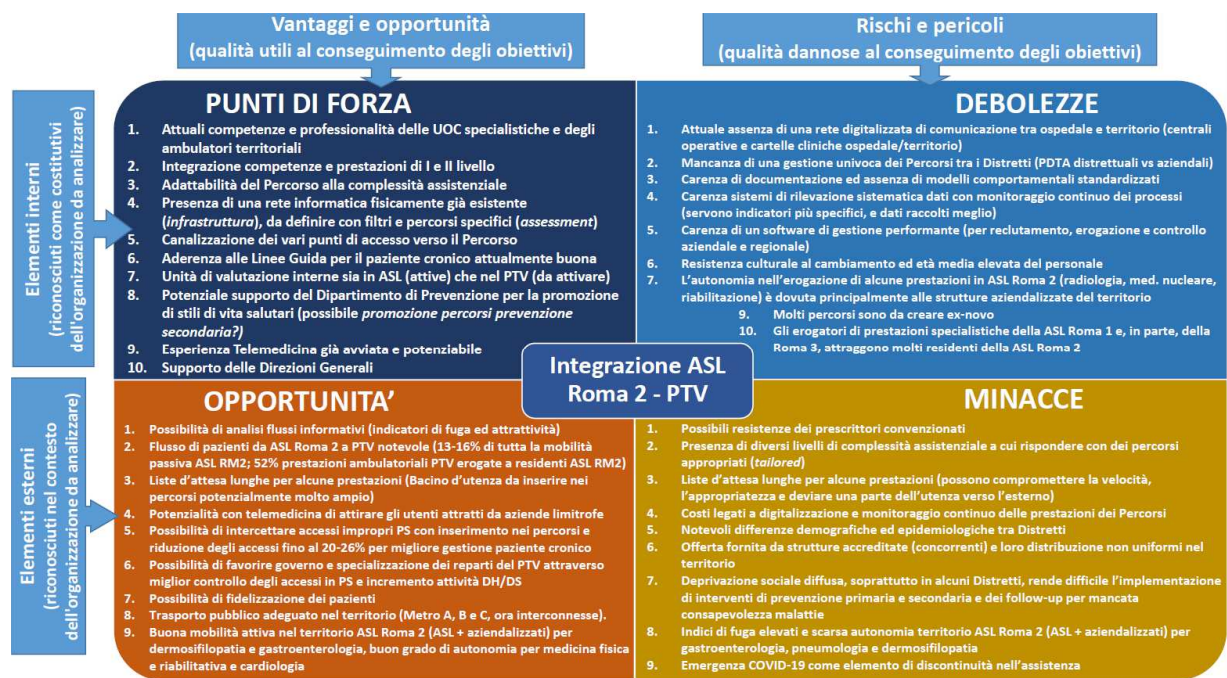 Vantaggi e opportunità
(qualità utili al conseguimento degli obiettivi)
Rischi e pericoli
(qualità dannose al conseguimento degli obiettivi)
Elementi interni
(riconosciuti come costitutivi
dell'organizzazione da analizzare)
PUNTI DI FORZA
1. Attuali competenze e professionalità delle UOC specialistiche e degli
ambulatori territoriali
2. Integrazione competenze e prestazioni di I e II livello
3. Adattabilità del Percorso alla complessità assistenziale
4. Presenza di una rete informatica fisicamente già esistente
(infrastruttura), da definire con filtri e percorsi specifici (assessment)
5. Canalizzazione dei vari punti di accesso verso il Percorso
6. Aderenza alle Linee Guida per il paziente cronico attualmente buona
7. Unità di valutazione interne sia in ASL (attive) che nel PTV (da attivare)
8. Potenziale supporto del Dipartimento di Prevenzione per la promozione
di stili di vita salutari (possibile promozione percorsi prevenzione
secondaria?)
9. Esperienza Telemedicina già avviata e potenziabile
10. Supporto delle Direzioni Generali
DEBOLEZZE
1. Attuale assenza di una rete digitalizzata di comunicazione tra ospedale e territorio (centrali
operative e cartelle cliniche ospedale/territorio)
2. Mancanza di una gestione univoca dei Percorsi tra i Distretti (PDTA distrettuali vs aziendali)
3. Carenza di documentazione ed assenza di modelli comportamentali standardizzati
4. Carenza sistemi di rilevazione sistematica dati con monitoraggio continuo dei processi
(servono indicatori più specifici, e dati raccolti meglio)
5. Carenza di un software di gestione performante (per reclutamento, erogazione e controllo
aziendale e regionale)
6. Resistenza culturale al cambiamento ed età media elevata del personale
7. L'autonomia nell'erogazione di alcune prestazioni in ASL Roma 2 (radiologia, med. nucleare,
riabilitazione) è dovuta principalmente alle strutture aziendalizzate del territorio
9. Molti percorsi sono da creare ex-novo
10. Gli erogatori di prestazioni specialistiche della ASL Roma 1 e, in parte, della
Roma 3, attraggono molti residenti della ASL Roma 2
Integrazione ASL
Roma 2 - PTV
Elementi esterni
(riconosciuti nel contesto
dell'organizzazione da analizzare)
OPPORTUNITA'
1. Possibilità di analisi flussi informativi (indicatori di fuga ed attrattività)
2. Flusso di pazienti da ASL Roma 2 a PTV notevole (13-16% di tutta la mobilità
passiva ASL RM2; 52% prestazioni ambulatoriali PTV erogate a residenti ASL RM2)
3. Liste d'attesa lunghe per alcune prestazioni (Bacino d'utenza da inserire nei
percorsi potenzialmente molto ampio)
4. Potenzialità con telemedicina di attirare gli utenti attratti da aziende limitrofe
5. Possibilità di intercettare accessi impropri PS con inserimento nei percorsi e
riduzione degli accessi fino al 20-26% per migliore gestione paziente cronico
6. Possibilità di favorire governo e specializzazione dei reparti del PTV attraverso
miglior controllo degli accessi in PS e incremento attività DH/DS
7. Possibilità di fidelizzazione dei pazienti
8. Trasporto pubblico adeguato nel territorio (Metro A, B e C, ora interconnesse).
9. Buona mobilità attiva nel territorio ASL Roma 2 (ASL + aziendalizzati) per
dermosifilopatia e gastroenterologia, buon grado di autonomia per medicina fisica
e riabilitativa e cardiologia
MINACCE
1. Possibili resistenze dei prescrittori convenzionati
2. Presenza di diversi livelli di complessità assistenziale a cui rispondere con dei percorsi
appropriati (tailored)
3. Liste d'attesa lunghe per alcune prestazioni (possono compromettere la velocità,
l'appropriatezza e deviare una parte dell'utenza verso l'esterno)
4. Costi legati a digitalizzazione e monitoraggio continuo delle prestazioni dei Percorsi
5. Notevoli differenze demografiche ed epidemiologiche tra Distretti
6. Offerta fornita da strutture accreditate (concorrenti) e loro distribuzione non uniformi nel
territorio
7. Deprivazione sociale diffusa, soprattutto in alcuni Distretti, rende difficile l'implementazione
di interventi di prevenzione primaria e secondaria e dei follow-up per mancata
consapevolezza malattie
8. Indici di fuga elevati e scarsa autonomia territorio ASL Roma 2 (ASL + aziendalizzati) per
gastroenterologia, pneumologia e dermosifilopatia
9. Emergenza COVID-19 come elemento di discontinuità nell'assistenza